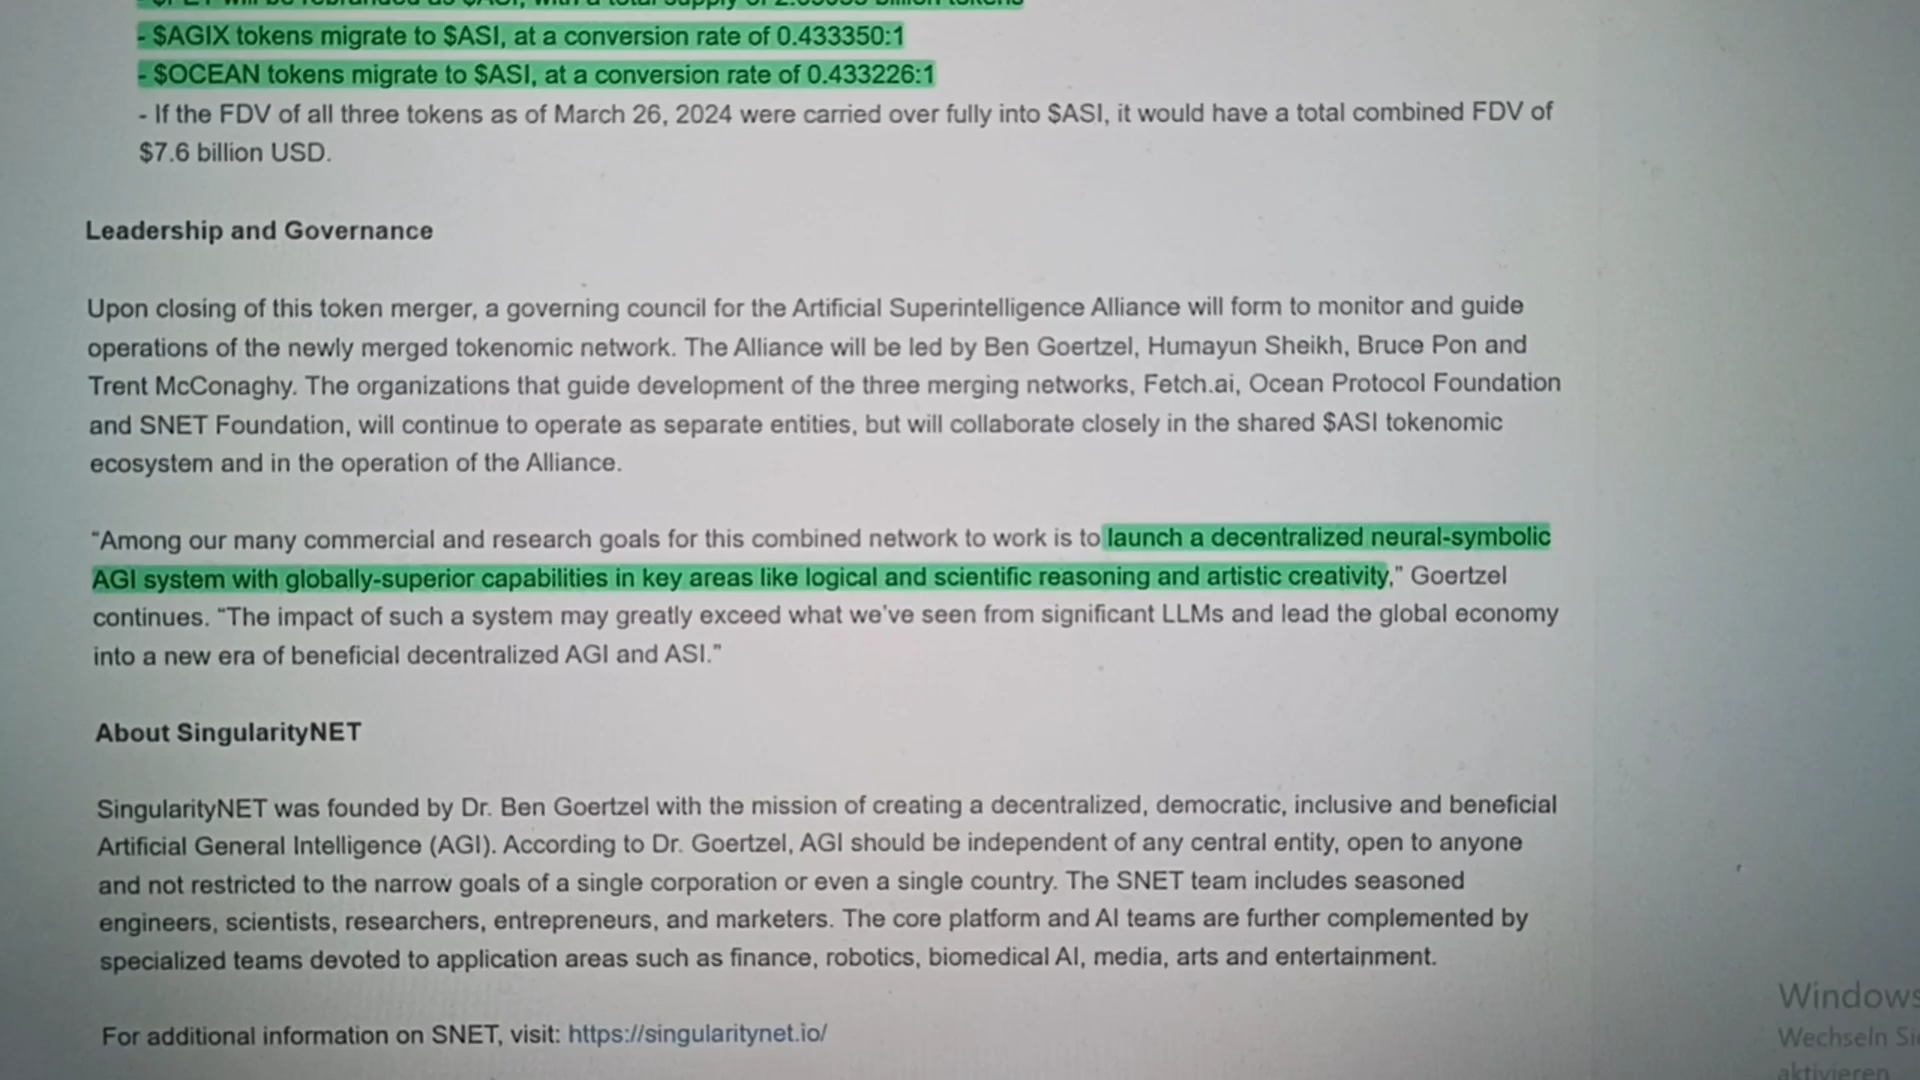 - $AGIX tokens migrate to $ASI, at a conversion rate of 0.433350:1
- $OCEAN tokens migrate to $ASI, at a conversion rate of 0.433226:1
- If the FDV of all three tokens as of March 26, 2024 were carried over fully into $ASI, it would have a total combined FDV of
$7.6 billion USD.
Leadership and Governance
Upon closing of this token merger, a governing council for the Artificial Superintelligence Alliance will form to monitor and guide
operations of the newly merged tokenomic network. The Alliance will be led by Ben Goertzel, Humayun Sheikh, Bruce Pon and
Trent McConaghy. The organizations that guide development of the three merging networks, Fetch.ai, Ocean Protocol Foundation
and SNET Foundation, will continue to operate as separate entities, but will collaborate closely in the shared $ASI tokenomic
ecosystem and in the operation of the Alliance.
“Among our many commercial and research goals for this combined network to work is to launch a decentralized neural-symbolic
AGI system with globally-superior capabilities in key areas like logical and scientific reasoning and artistic creativity,” Goertzel
continues. “The impact of such a system may greatly exceed what we’ve seen from significant LLMs and lead the global economy
into a new era of beneficial decentralized AGI and ASI.”
About SingularityNET
SingularityNET was founded by Dr. Ben Goertzel with the mission of creating a decentralized, democratic, inclusive and beneficial
Artificial General Intelligence (AGI). According to Dr. Goertzel, AGI should be independent of any central entity, open to anyone
and not restricted to the narrow goals of a single corporation or even a single country. The SNET team includes seasoned
engineers, scientists, researchers, entrepreneurs, and marketers. The core platform and AI teams are further complemented by
specialized teams devoted to application areas such as finance, robotics, biomedical AI, media, arts and entertainment.
For additional information on SNET, visit: https://singularitynet.io/
Windows
Wechseln
aktivieren